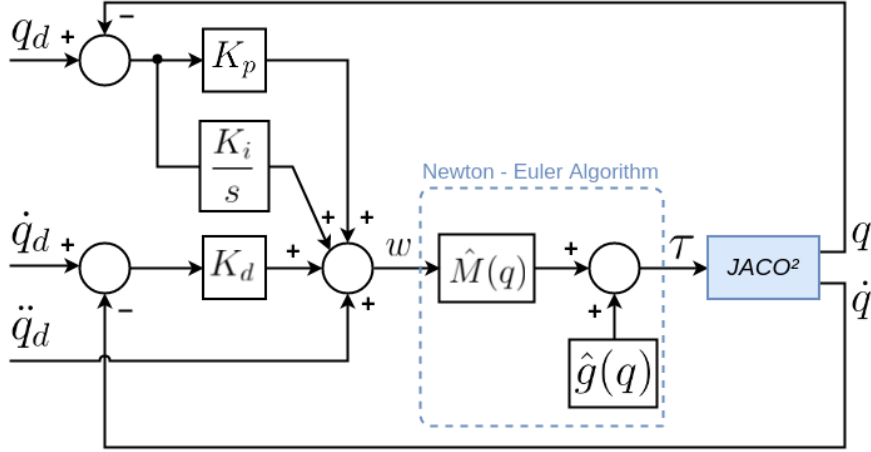 q_d + −
K_p
K_i
s
Newton - Euler Algorithm
+ +
q̇_d + K_d + w M̂(q) + τ JACO² q
− + + q̇
q̈_d
ĝ(q)